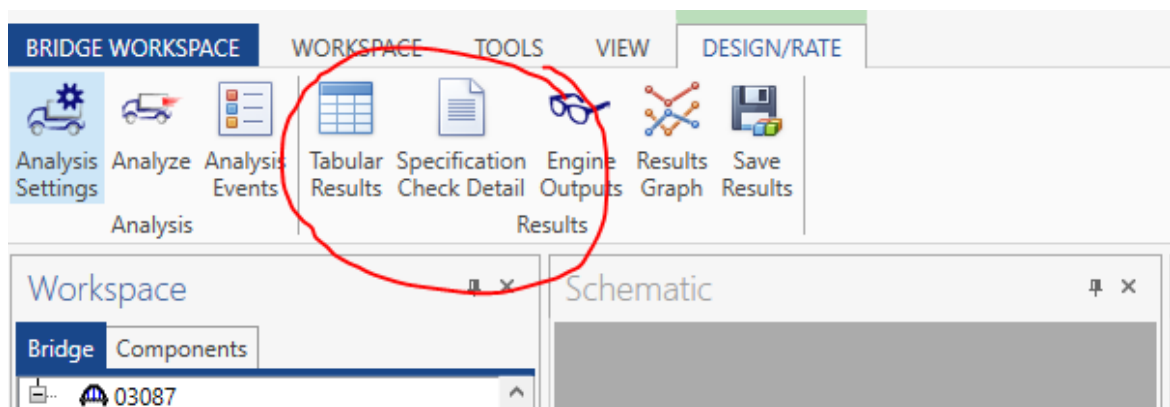 BRIDGE WORKSPACE WORKSPACE TOOLS VIEW DESIGN/RATE
Analysis Analyze Analysis Tabular Specification Engine Results Save
Settings Events Results Check Detail Outputs Graph Results
Analysis Results
Workspace Schematic
Bridge Components
03087